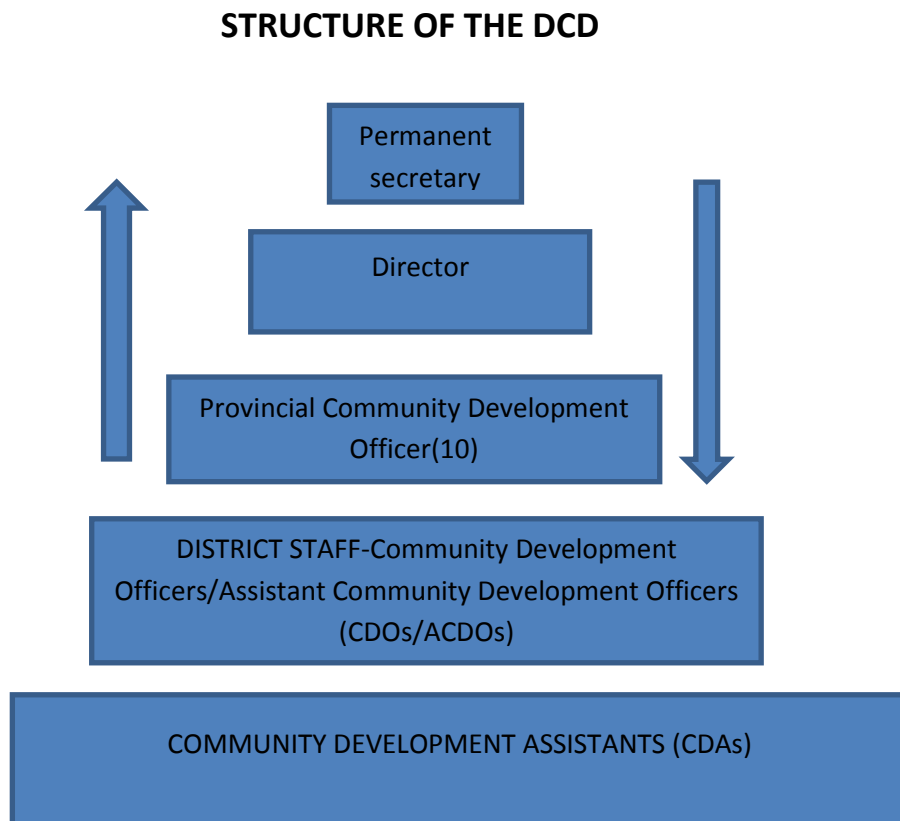 STRUCTURE OF THE DCD
Permanent
secretary
Director
Provincial Community Development
Officer(10)
DISTRICT STAFF-Community Development
Officers/Assistant Community Development Officers
(CDOs/ACDOs)
COMMUNITY DEVELOPMENT ASSISTANTS (CDAs)